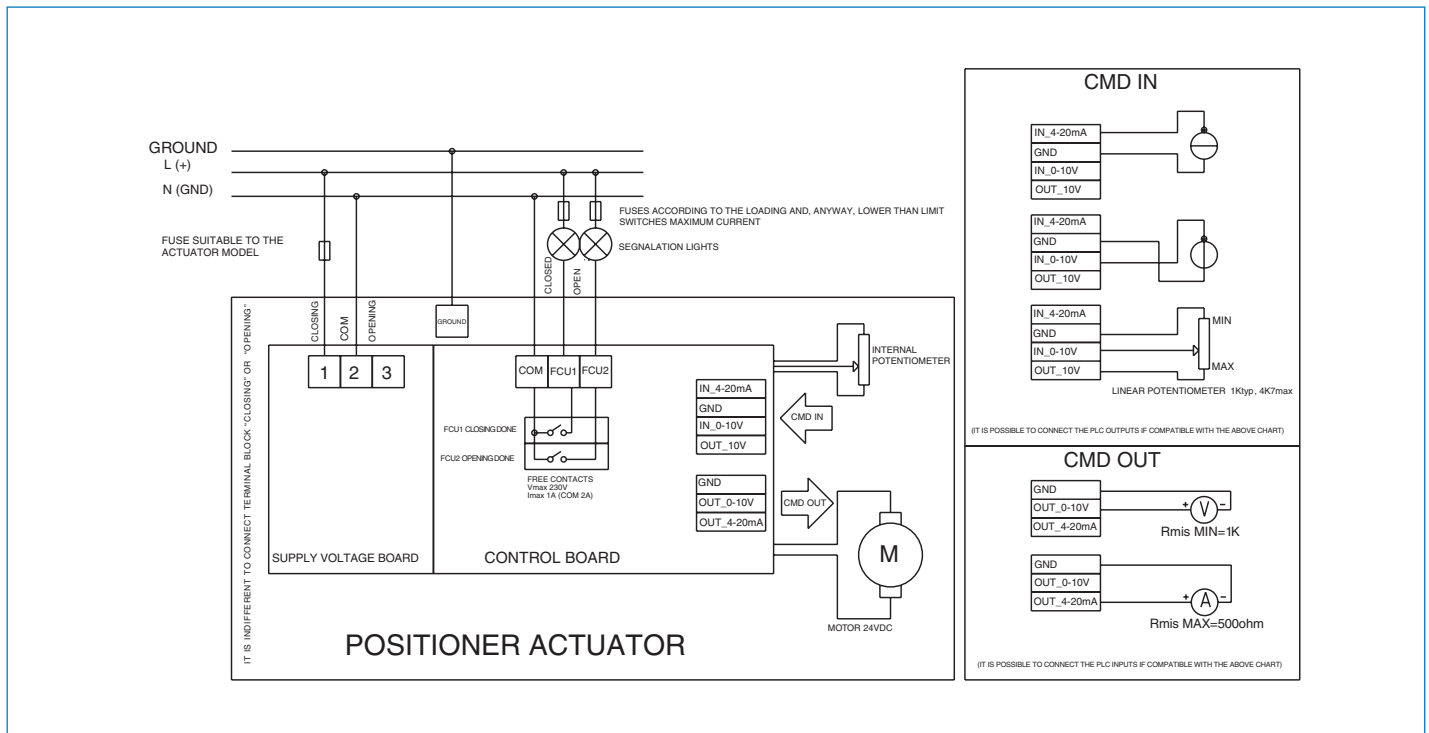 GROUND
L (+)
N (GND)
FUSE SUITABLE TO THE
ACTUATOR MODEL
FUSES ACCORDING TO THE LOADING AND, ANYWAY, LOWER THAN LIMIT
SWITCHES MAXIMUM CURRENT
SEGNALATION LIGHTS
CLOSED
OPEN
IT IS INDIFFERENT TO CONNECT TERMINAL BLOCK "CLOSING" OR "OPENING"
CLOSING
COM
OPENING
GROUND
1 2 3
COM FCU1 FCU2
FCU1 CLOSING DONE
FCU2 OPENING DONE
FREE CONTACTS
Vmax 230V
Imax 1A (COM 2A)
INTERNAL
POTENTIOMETER
IN_4-20mA
GND
IN_0-10V
OUT_10V
CMD IN
GND
OUT_0-10V
OUT_4-20mA
CMD OUT
M
MOTOR 24VDC
SUPPLY VOLTAGE BOARD
CONTROL BOARD
POSITIONER ACTUATOR
CMD IN
IN_4-20mA
GND
IN_0-10V
OUT_10V
IN_4-20mA
GND
IN_0-10V
OUT_10V
IN_4-20mA
GND
IN_0-10V
OUT_10V
MIN
MAX
LINEAR POTENTIOMETER 1Ktyp, 4K7max
(IT IS POSSIBLE TO CONNECT THE PLC OUTPUTS IF COMPATIBLE WITH THE ABOVE CHART)
CMD OUT
GND
OUT_0-10V
OUT_4-20mA
+ V -
Rmis MIN=1K
GND
OUT_0-10V
OUT_4-20mA
+ A -
Rmis MAX=500ohm
(IT IS POSSIBLE TO CONNECT THE PLC INPUTS IF COMPATIBLE WITH THE ABOVE CHART)